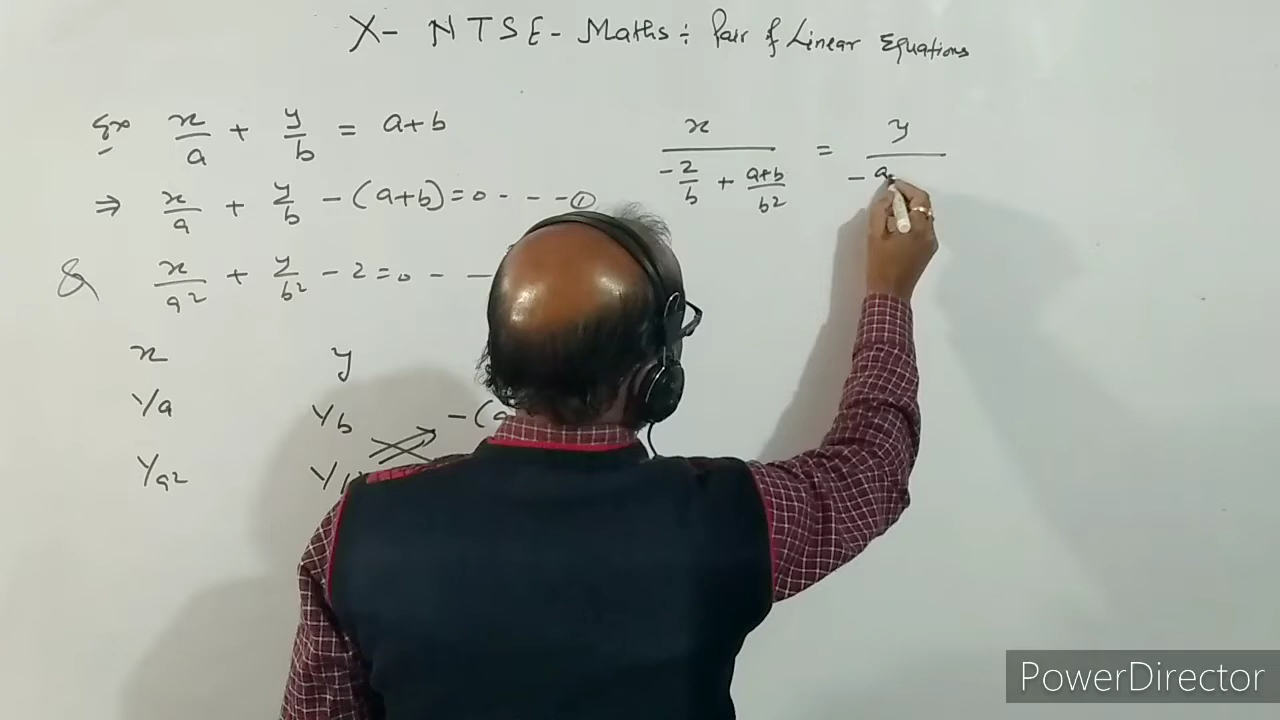 X- NTSE - Maths ÷ Pair of Linear Equations
Ex x/a + y/b = a+b
⇒ x/a + y/b - (a+b) = 0 - - - ①
& x/a² + y/b² - 2 = 0 - -
x y
1/a 1/b - (a
1/a²
x / (-2/b + (a+b)/b²) = y / (- a
PowerDirector